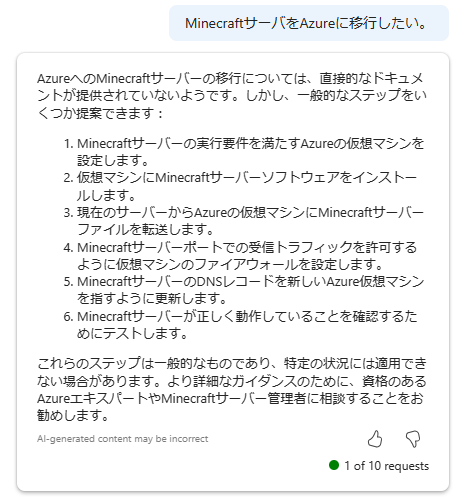 MinecraftサーバをAzureに移行したい。
AzureへのMinecraftサーバーの移行については、直接的なドキュメ
ントが提供されていないようです。しかし、一般的なステップをい
くつか提案できます：
1. Minecraftサーバーの実行要件を満たすAzureの仮想マシンを
設定します。
2. 仮想マシンにMinecraftサーバーソフトウェアをインストー
ルします。
3. 現在のサーバーからAzureの仮想マシンにMinecraftサーバー
ファイルを転送します。
4. Minecraftサーバーポートでの受信トラフィックを許可する
ように仮想マシンのファイアウォールを設定します。
5. MinecraftサーバーのDNSレコードを新しいAzure仮想マシン
を指すように更新します。
6. Minecraftサーバーが正しく動作していることを確認するた
めにテストします。
これらのステップは一般的なものであり、特定の状況には適用でき
ない場合があります。より詳細なガイダンスのために、資格のある
AzureエキスパートやMinecraftサーバー管理者に相談することをお
勧めします。
AI-generated content may be incorrect
1 of 10 requests